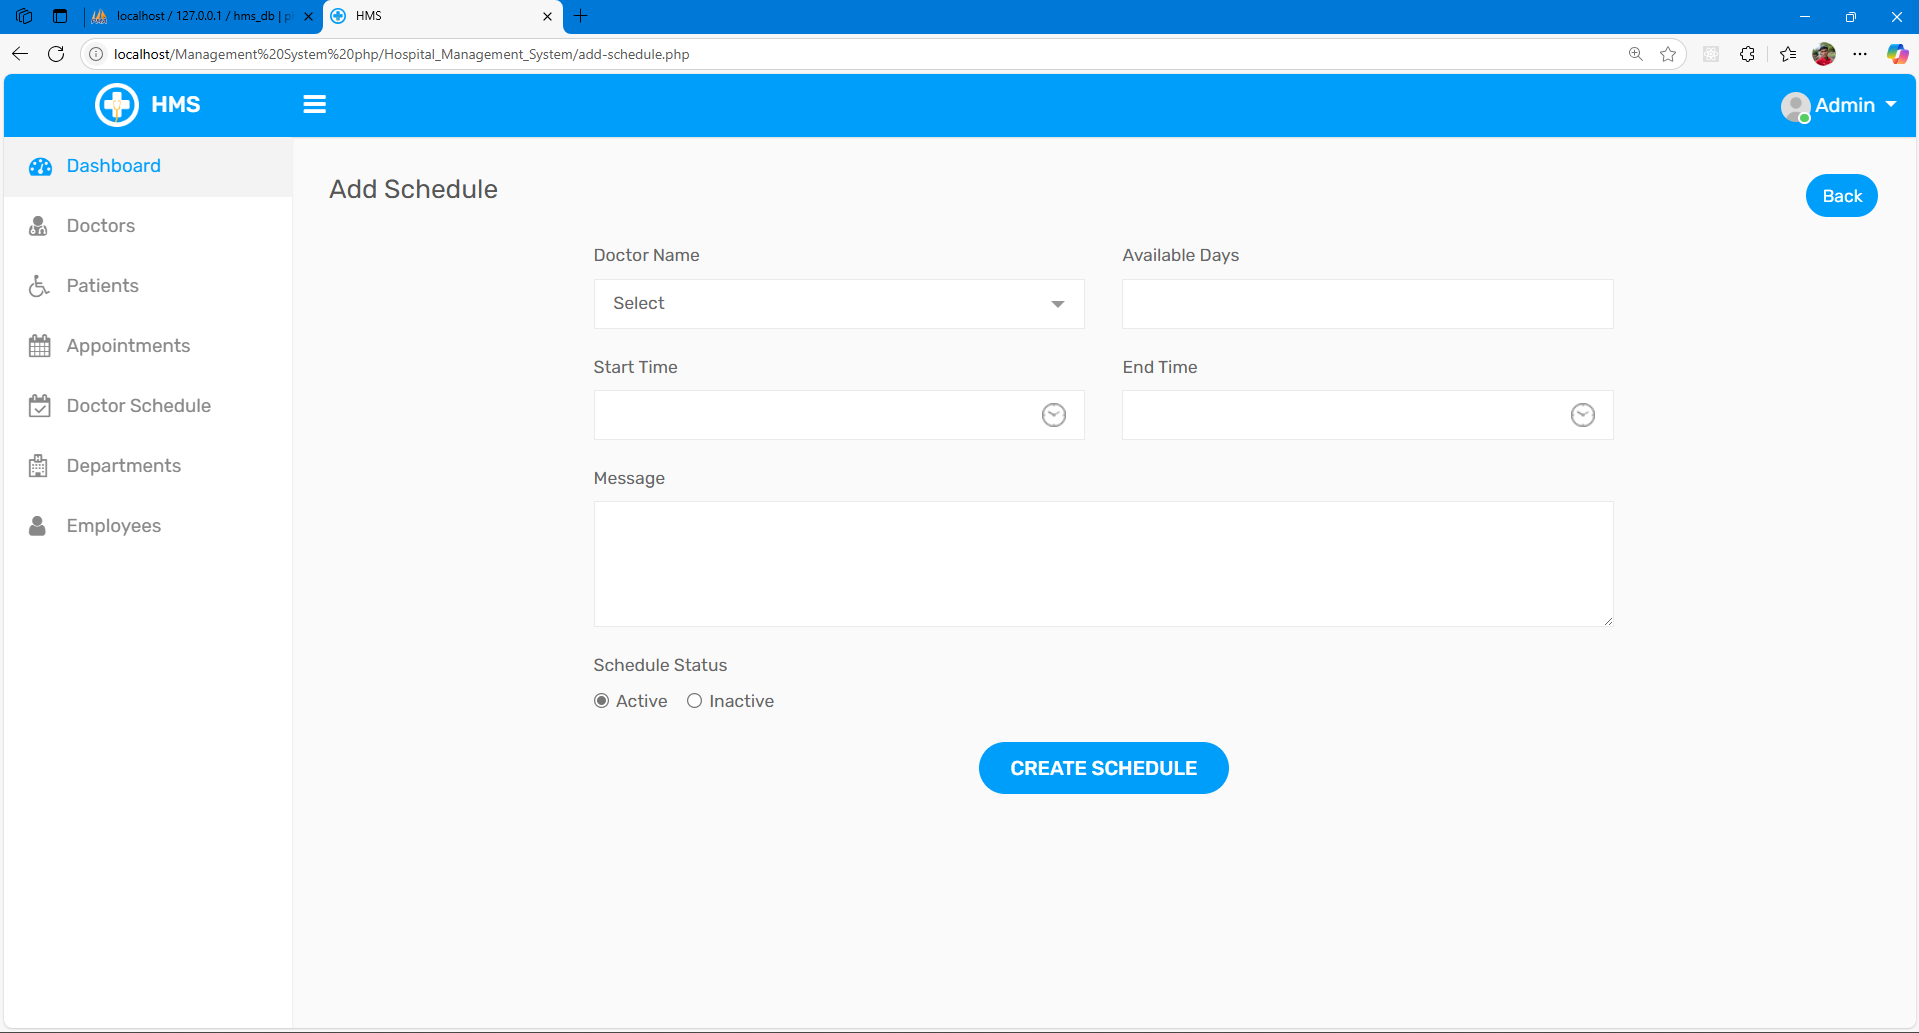 localhost / 127.0.0.1 / hms_db | pl
HMS
localhost/Management%20System%20php/Hospital_Management_System/add-schedule.php
HMS
Admin
Dashboard
Doctors
Patients
Appointments
Doctor Schedule
Departments
Employees
Add Schedule
Back
Doctor Name
Available Days
Select
Start Time
End Time
Message
Schedule Status
Active
Inactive
CREATE SCHEDULE